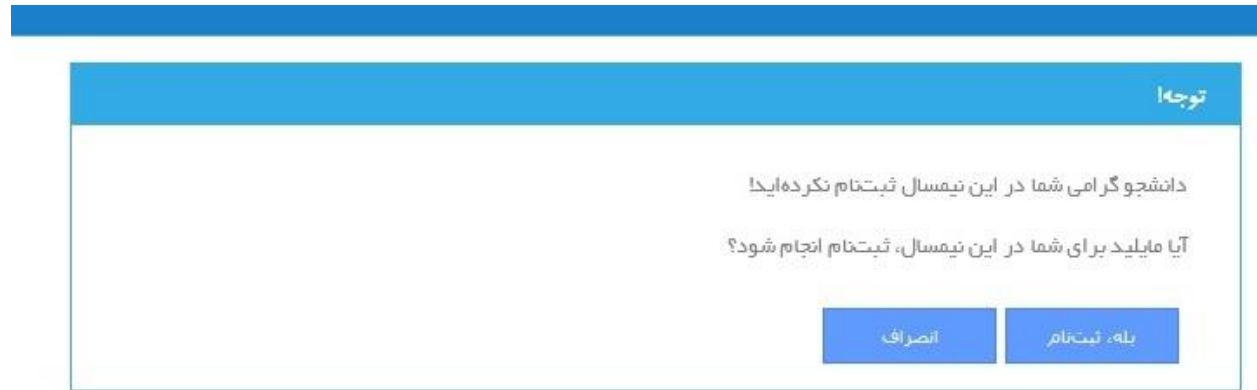 توجه!
دانشجو گرامی شما در این نیمسال ثبت‌نام نکرده‌اید!
آیا مایلید برای شما در این نیمسال، ثبت‌نام انجام شود؟
بله، ثبت‌نام انصراف